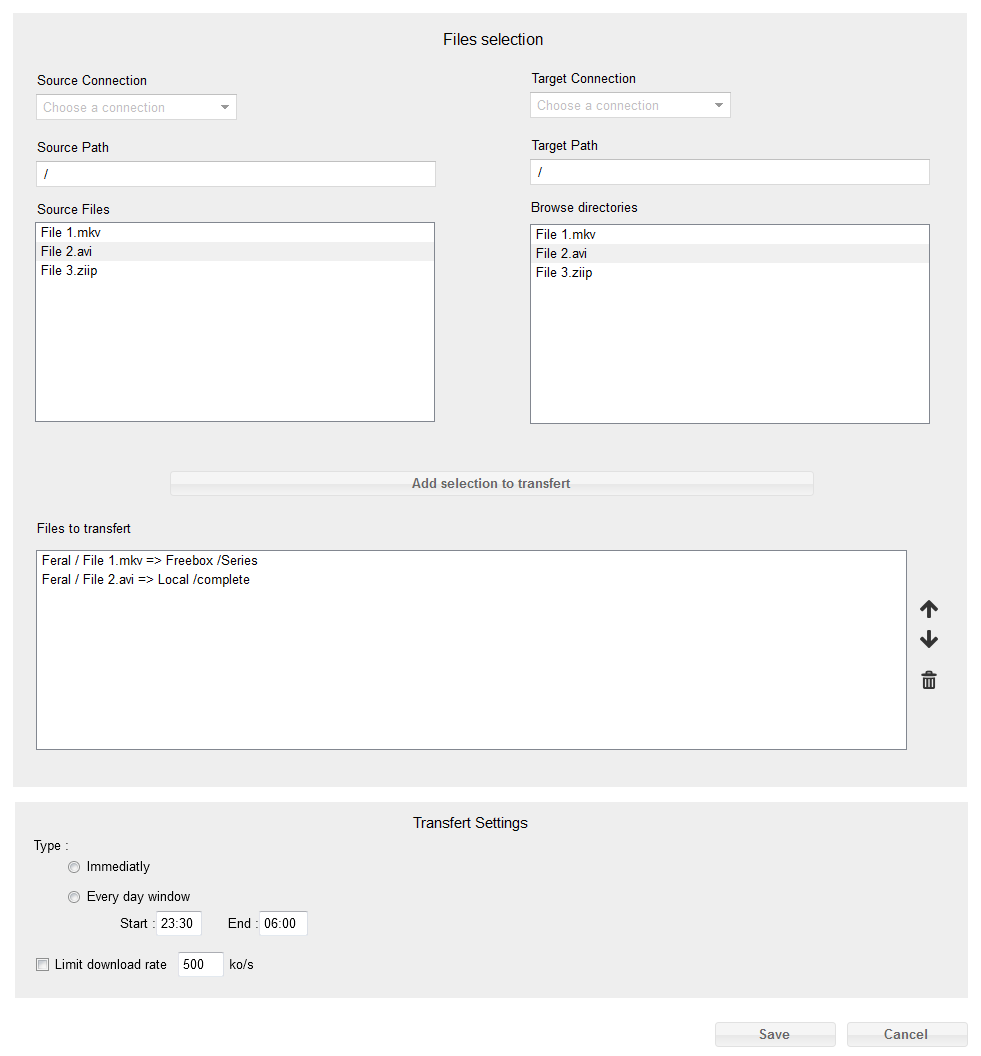 Files selection
Source Connection
Choose a connection
Source Path
/
Source Files
File 1.mkv
File 2.avi
File 3.ziip
Target Connection
Choose a connection
Target Path
/
Browse directories
File 1.mkv
File 2.avi
File 3.ziip
Add selection to transfert
Files to transfert
Feral / File 1.mkv => Freebox /Series
Feral / File 2.avi => Local /complete
Transfert Settings
Type :
Immediatly
Every day window
Start : 23:30 End : 06:00
Limit download rate 500 ko/s
Save Cancel